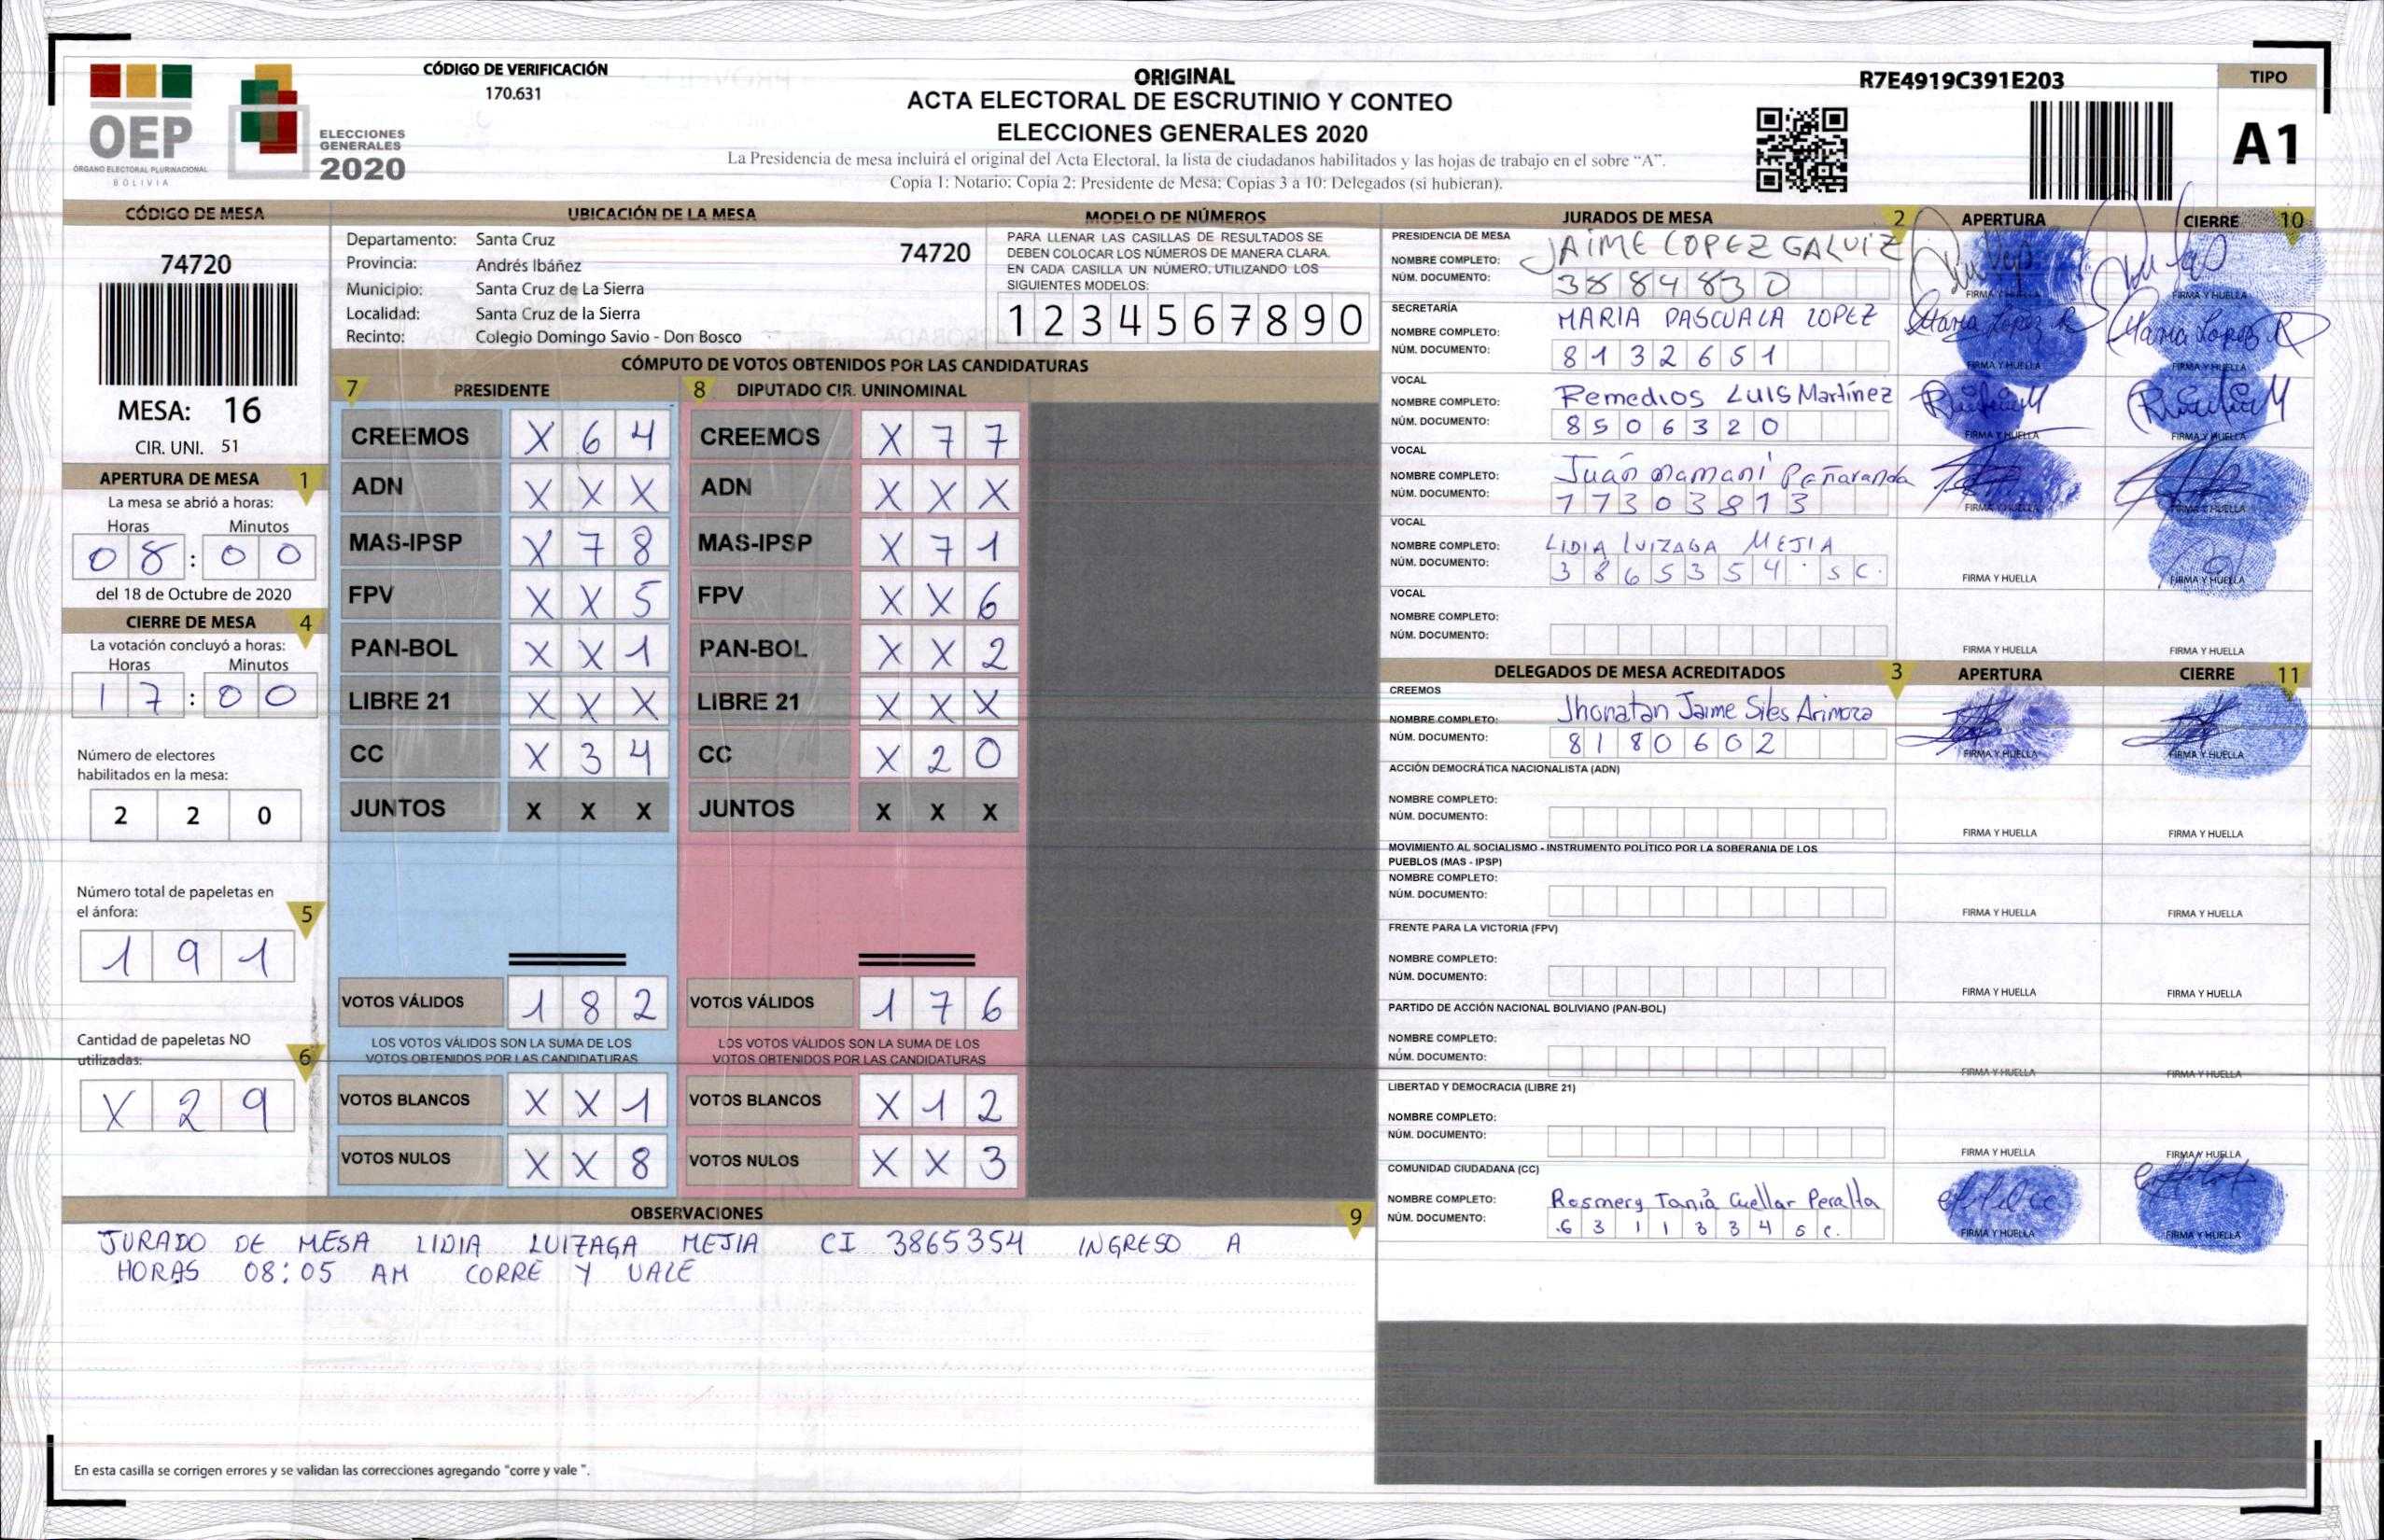 CÓDIGO DE VERIFICACIÓN
170.631
OEP
ÓRGANO ELECTORAL PLURINACIONAL
BOLIVIA
ELECCIONES
GENERALES
2020
ORIGINAL
ACTA ELECTORAL DE ESCRUTINIO Y CONTEO
ELECCIONES GENERALES 2020
La Presidencia de mesa incluirá el original del Acta Electoral, la lista de ciudadanos habilitados y las hojas de trabajo en el sobre "A".
Copia 1: Notario; Copia 2: Presidente de Mesa; Copias 3 a 10: Delegados (si hubieran).
R7E4919C391E203
TIPO
A1
CÓDIGO DE MESA
74720
MESA: 16
CIR. UNI. 51
APERTURA DE MESA 1
La mesa se abrió a horas:
Horas Minutos
08:00
del 18 de Octubre de 2020
CIERRE DE MESA 4
La votación concluyó a horas:
Horas Minutos
17:00
Número de electores
habilitados en la mesa:
2 2 0
Número total de papeletas en
el ánfora: 5
1 9 1
Cantidad de papeletas NO
utilizadas: 6
X 2 9
UBICACIÓN DE LA MESA
Departamento: Santa Cruz 74720
Provincia: Andrés Ibáñez
Municipio: Santa Cruz de La Sierra
Localidad: Santa Cruz de la Sierra
Recinto: Colegio Domingo Savio - Don Bosco
MODELO DE NÚMEROS
PARA LLENAR LAS CASILLAS DE RESULTADOS SE
DEBEN COLOCAR LOS NÚMEROS DE MANERA CLARA.
EN CADA CASILLA UN NÚMERO, UTILIZANDO LOS
SIGUIENTES MODELOS:
1 2 3 4 5 6 7 8 9 0
CÓMPUTO DE VOTOS OBTENIDOS POR LAS CANDIDATURAS
7 PRESIDENTE 8 DIPUTADO CIR. UNINOMINAL
CREEMOS X 6 4 CREEMOS X 7 7
ADN X X X ADN X X X
MAS-IPSP X 7 8 MAS-IPSP X 7 1
FPV X X 5 FPV X X 6
PAN-BOL X X 1 PAN-BOL X X 2
LIBRE 21 X X X LIBRE 21 X X X
CC X 3 4 CC X 2 0
JUNTOS X X X JUNTOS X X X
VOTOS VÁLIDOS 1 8 2 VOTOS VÁLIDOS 1 7 6
LOS VOTOS VÁLIDOS SON LA SUMA DE LOS LOS VOTOS VÁLIDOS SON LA SUMA DE LOS
VOTOS OBTENIDOS POR LAS CANDIDATURAS VOTOS OBTENIDOS POR LAS CANDIDATURAS
VOTOS BLANCOS X X 1 VOTOS BLANCOS X 1 2
VOTOS NULOS X X 8 VOTOS NULOS X X 3
OBSERVACIONES 9
JURADO DE MESA LIDIA LUIZAGA MEJIA CI 3865354 INGRESO A
HORAS 08:05 AM CORRE Y VALE
En esta casilla se corrigen errores y se validan las correcciones agregando "corre y vale ".
JURADOS DE MESA 2 APERTURA CIERRE 10
PRESIDENCIA DE MESA
NOMBRE COMPLETO: JAIME LOPEZ GALVIZ
NÚM. DOCUMENTO: 3884830
FIRMA Y HUELLA FIRMA Y HUELLA
SECRETARÍA
NOMBRE COMPLETO: MARIA PASCUALA LOPEZ
NÚM. DOCUMENTO: 8132651
Maria Lopez R Maria Lopez R
FIRMA Y HUELLA FIRMA Y HUELLA
VOCAL
NOMBRE COMPLETO: Remedios LUIS Martínez
NÚM. DOCUMENTO: 8506320
FIRMA Y HUELLA FIRMA Y HUELLA
VOCAL
NOMBRE COMPLETO: Juan Mamani Peñaranda
NÚM. DOCUMENTO: 77303813
FIRMA Y HUELLA FIRMA Y HUELLA
VOCAL
NOMBRE COMPLETO: LIDIA LUIZAGA MEJIA
NÚM. DOCUMENTO: 3865354 · SC.
FIRMA Y HUELLA FIRMA Y HUELLA
VOCAL
NOMBRE COMPLETO:
NÚM. DOCUMENTO:
FIRMA Y HUELLA FIRMA Y HUELLA
DELEGADOS DE MESA ACREDITADOS 3 APERTURA CIERRE 11
CREEMOS
NOMBRE COMPLETO: Jhonatan Jaime Siles Arimoza
NÚM. DOCUMENTO: 8180602
FIRMA Y HUELLA FIRMA Y HUELLA
ACCIÓN DEMOCRÁTICA NACIONALISTA (ADN)
NOMBRE COMPLETO:
NÚM. DOCUMENTO:
FIRMA Y HUELLA FIRMA Y HUELLA
MOVIMIENTO AL SOCIALISMO - INSTRUMENTO POLÍTICO POR LA SOBERANIA DE LOS
PUEBLOS (MAS - IPSP)
NOMBRE COMPLETO:
NÚM. DOCUMENTO:
FIRMA Y HUELLA FIRMA Y HUELLA
FRENTE PARA LA VICTORIA (FPV)
NOMBRE COMPLETO:
NÚM. DOCUMENTO:
FIRMA Y HUELLA FIRMA Y HUELLA
PARTIDO DE ACCIÓN NACIONAL BOLIVIANO (PAN-BOL)
NOMBRE COMPLETO:
NÚM. DOCUMENTO:
FIRMA Y HUELLA FIRMA Y HUELLA
LIBERTAD Y DEMOCRACIA (LIBRE 21)
NOMBRE COMPLETO:
NÚM. DOCUMENTO:
FIRMA Y HUELLA FIRMA Y HUELLA
COMUNIDAD CIUDADANA (CC)
NOMBRE COMPLETO: Rosmery Tania Cuellar Peralta
NÚM. DOCUMENTO: 6311334 sc.
FIRMA Y HUELLA FIRMA Y HUELLA